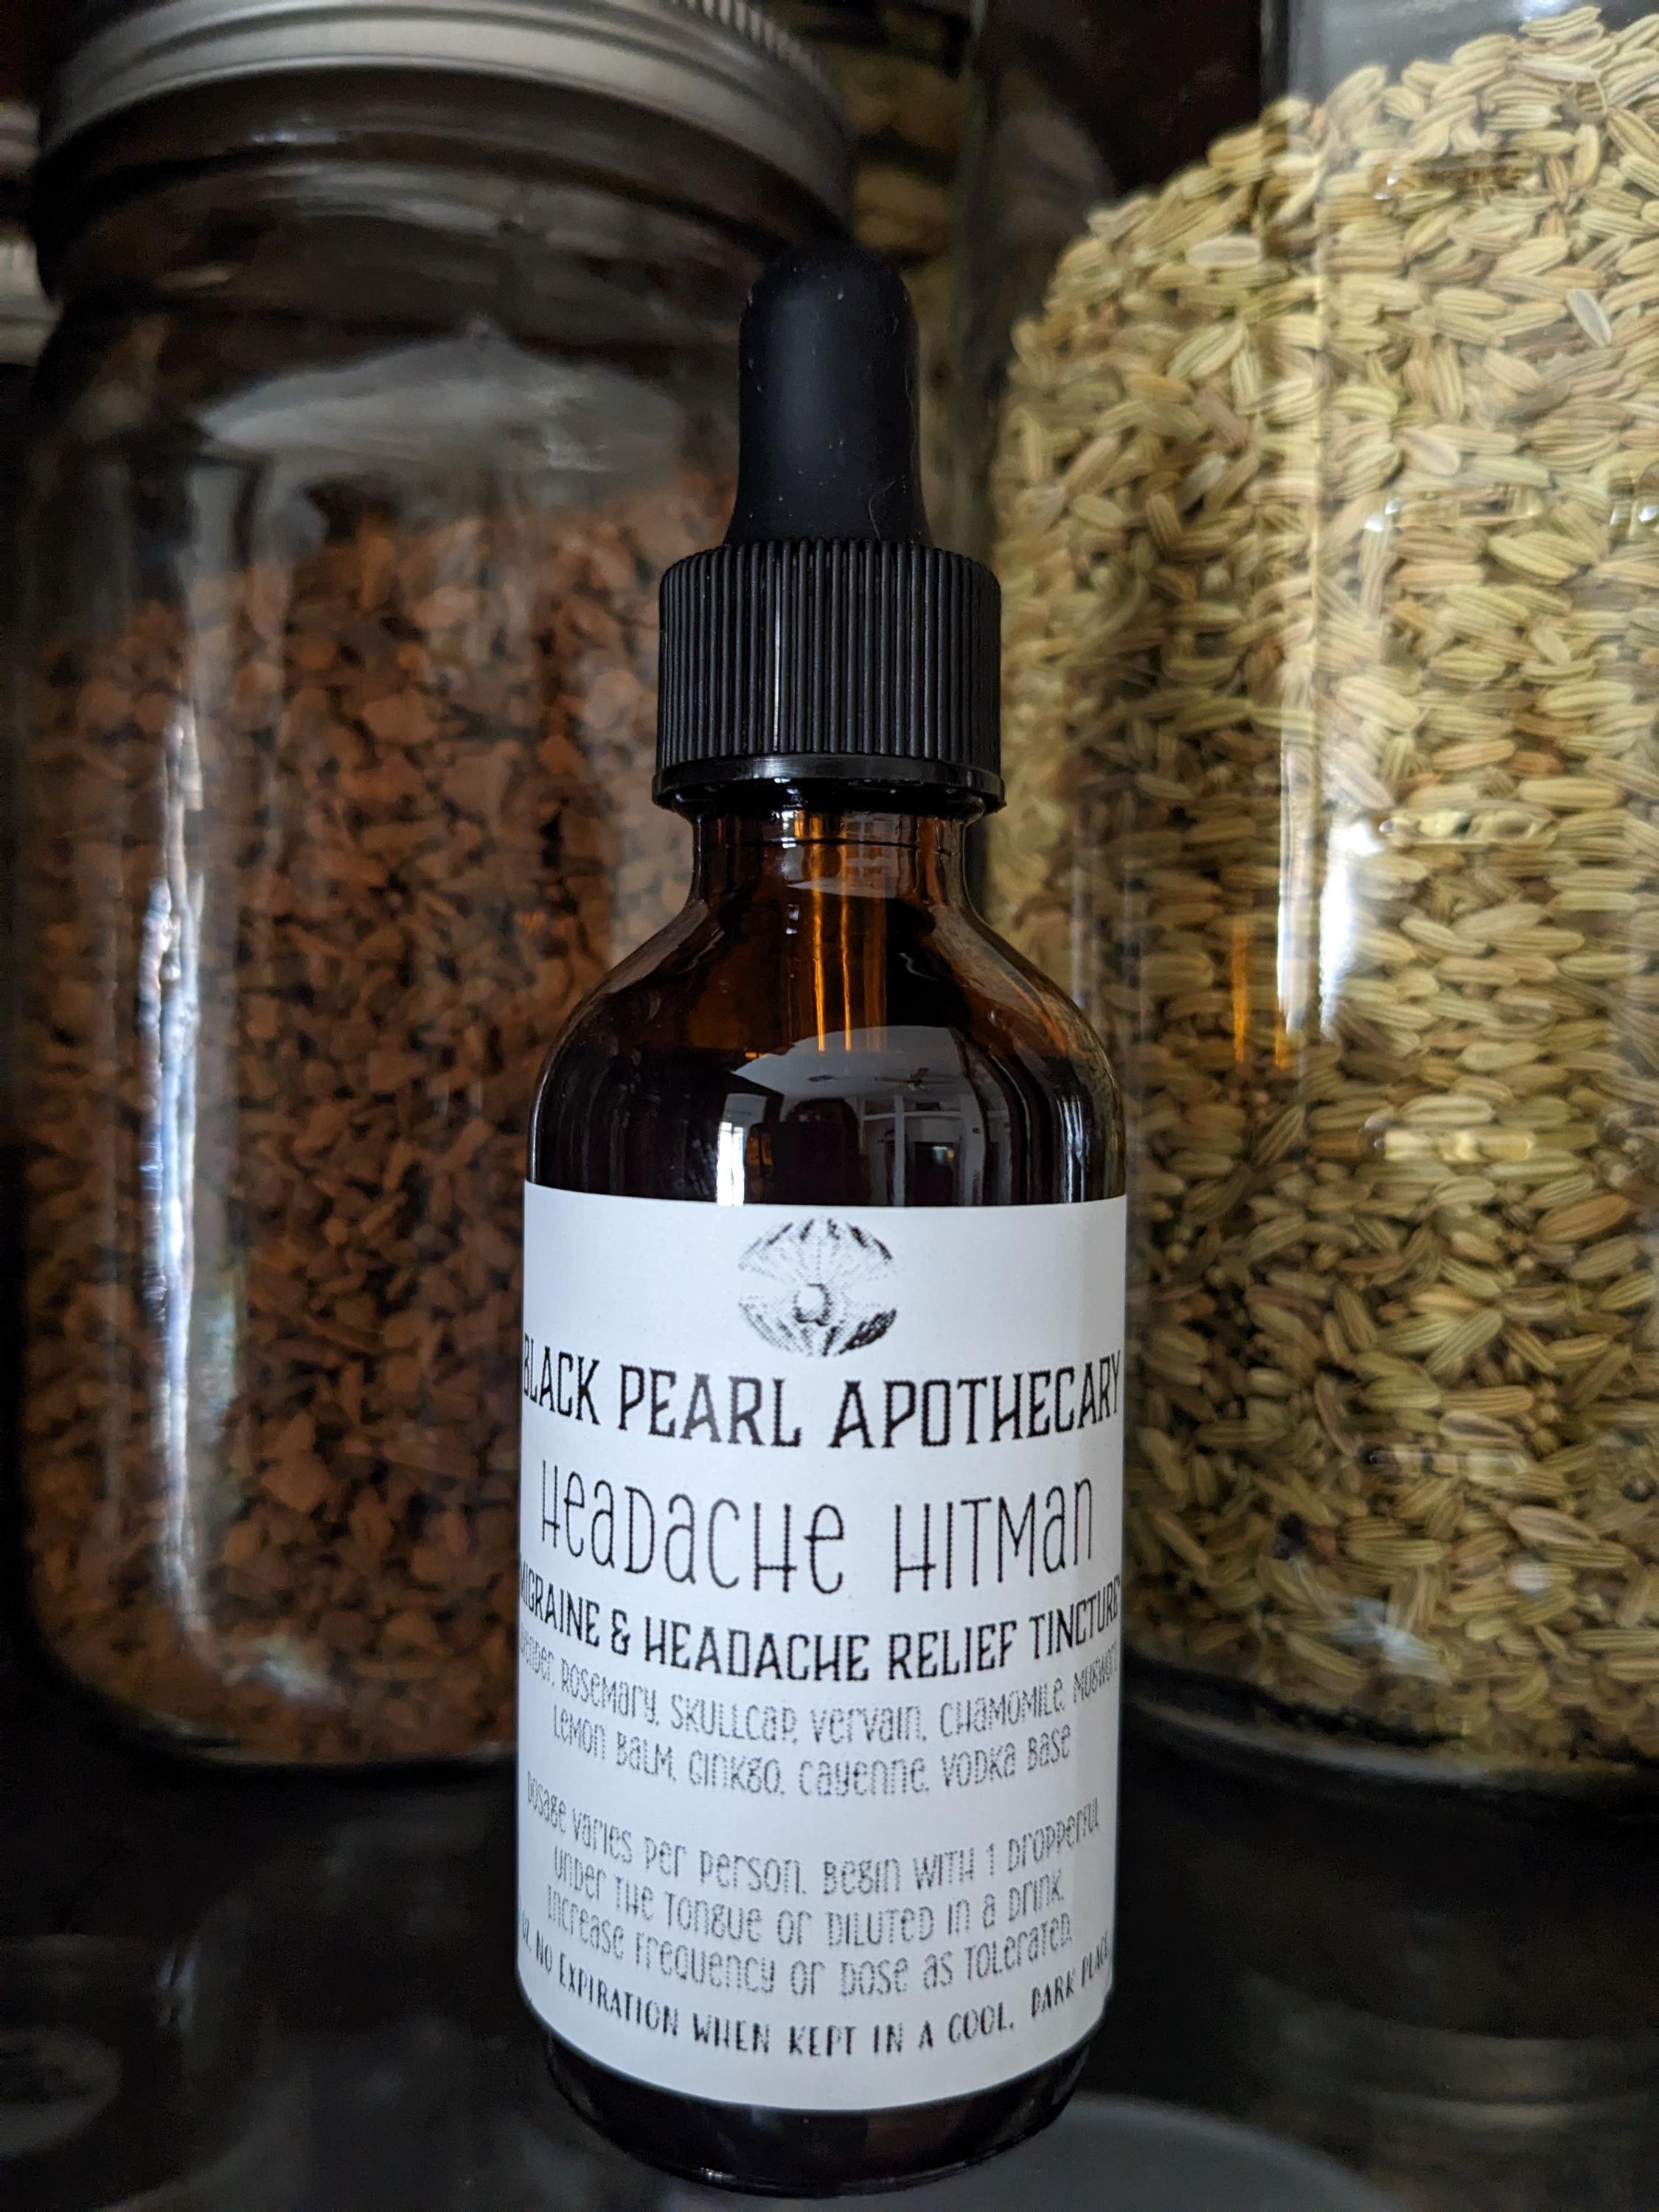 BLACK PEARL APOTHECARY
HeaDacHe HITMan
MIGRAINE & HEADACHE RELIEF TINCTURE
Rosemary, Skullcap, Vervain, Chamomile, Mugwort,
Lemon Balm, Ginkgo, Cayenne, Vodka Base
Dosage varies per person. Begin with 1 dropperful
under the tongue or diluted in a drink.
Increase frequency or dose as tolerated.
NO EXPIRATION WHEN KEPT IN A COOL, DARK PLACE